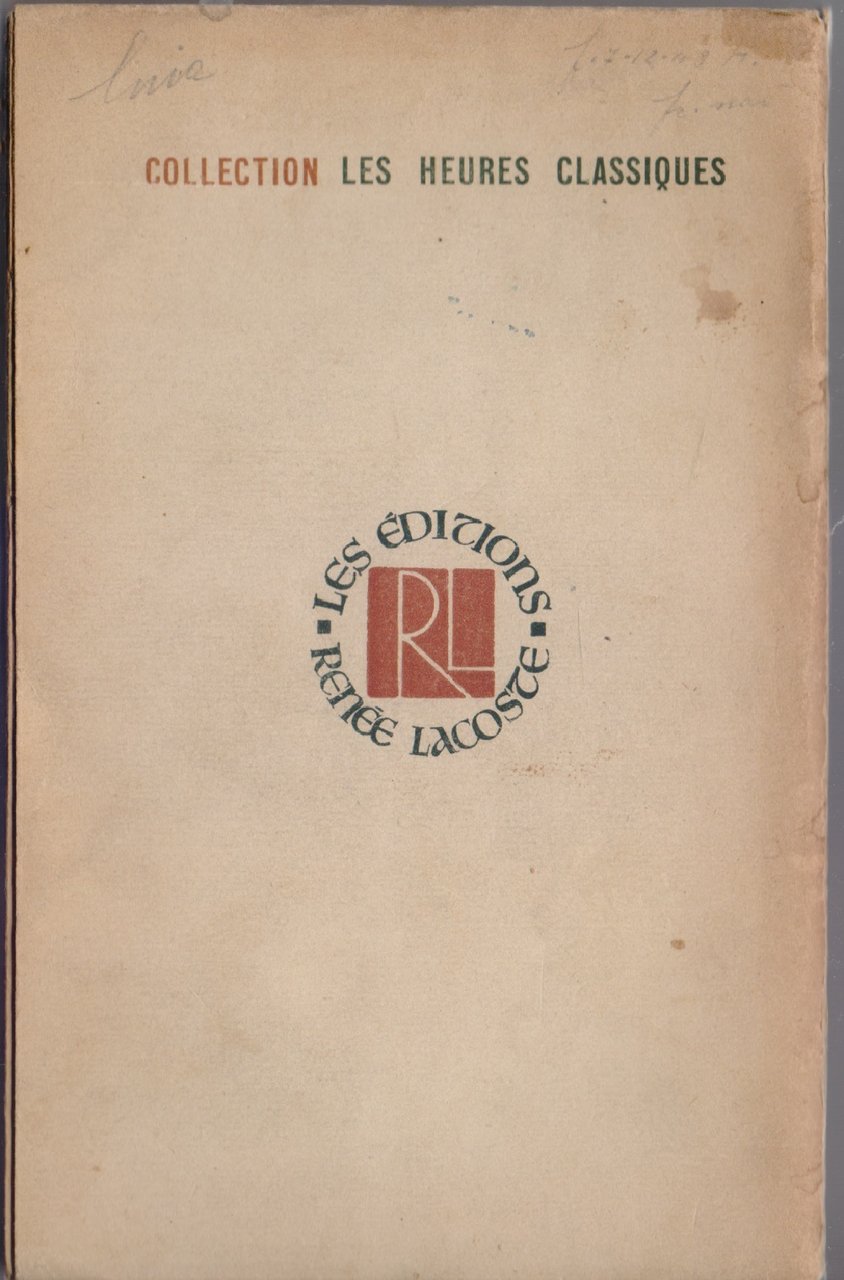 COLLECTION LES HEURES CLASSIQUES
LES ÉDITIONS
RL
RENÉE LACOSTE